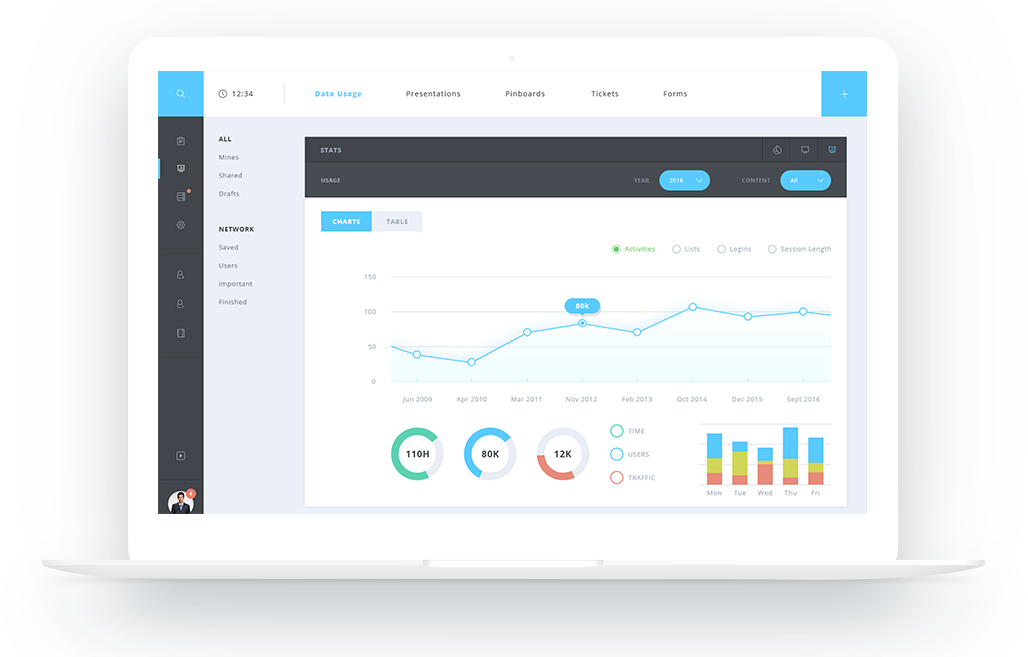 12:34
Data Usage
Presentations
Pinboards
Tickets
Forms
ALL
Mines
Shared
Drafts
NETWORK
Saved
Users
Important
Finished
4
STATS
USAGE
YEAR
2016
CONTENT
All
CHARTS
TABLE
Activities
Lists
Logins
Session Length
150
100
50
0
80k
Jun 2009
Apr 2010
Mar 2011
Nov 2012
Feb 2013
Oct 2014
Dec 2015
Sept 2016
110H
80K
12K
TIME
USERS
TRAFFIC
Mon
Tue
Wed
Thu
Fri